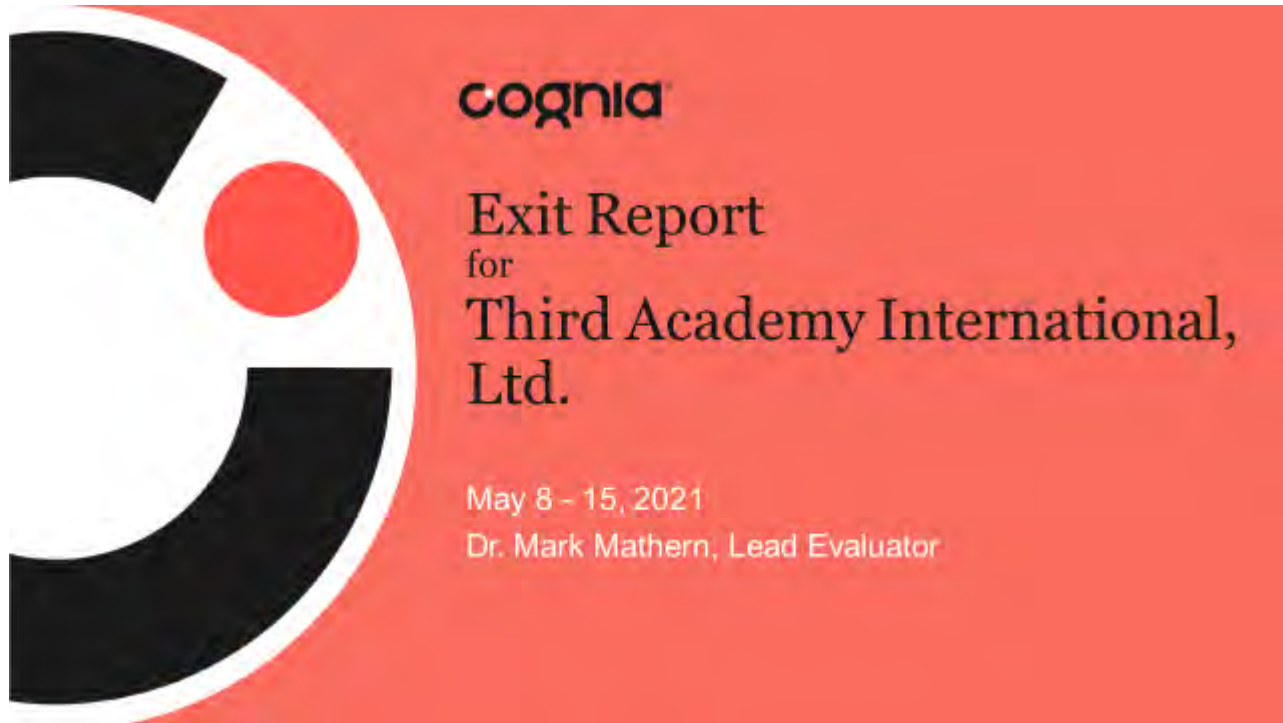 cognia
Exit Report
for
Third Academy International,
Ltd.
May 8 - 15, 2021
Dr. Mark Mathern, Lead Evaluator